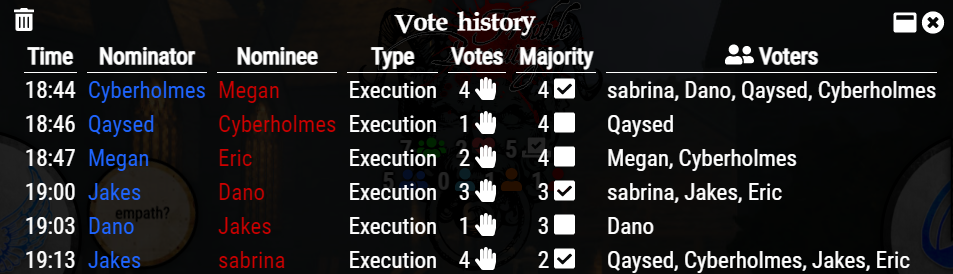 Vote history
Time Nominator Nominee Type Votes Majority Voters
18:44 Cyberholmes Megan Execution 4 4 sabrina, Dano, Qaysed, Cyberholmes
18:46 Qaysed Cyberholmes Execution 1 4 Qaysed
18:47 Megan Eric Execution 2 4 Megan, Cyberholmes
19:00 Jakes Dano Execution 3 3 sabrina, Jakes, Eric
empath?
19:03 Dano Jakes Execution 1 3 Dano
19:13 Jakes sabrina Execution 4 2 Qaysed, Cyberholmes, Jakes, Eric